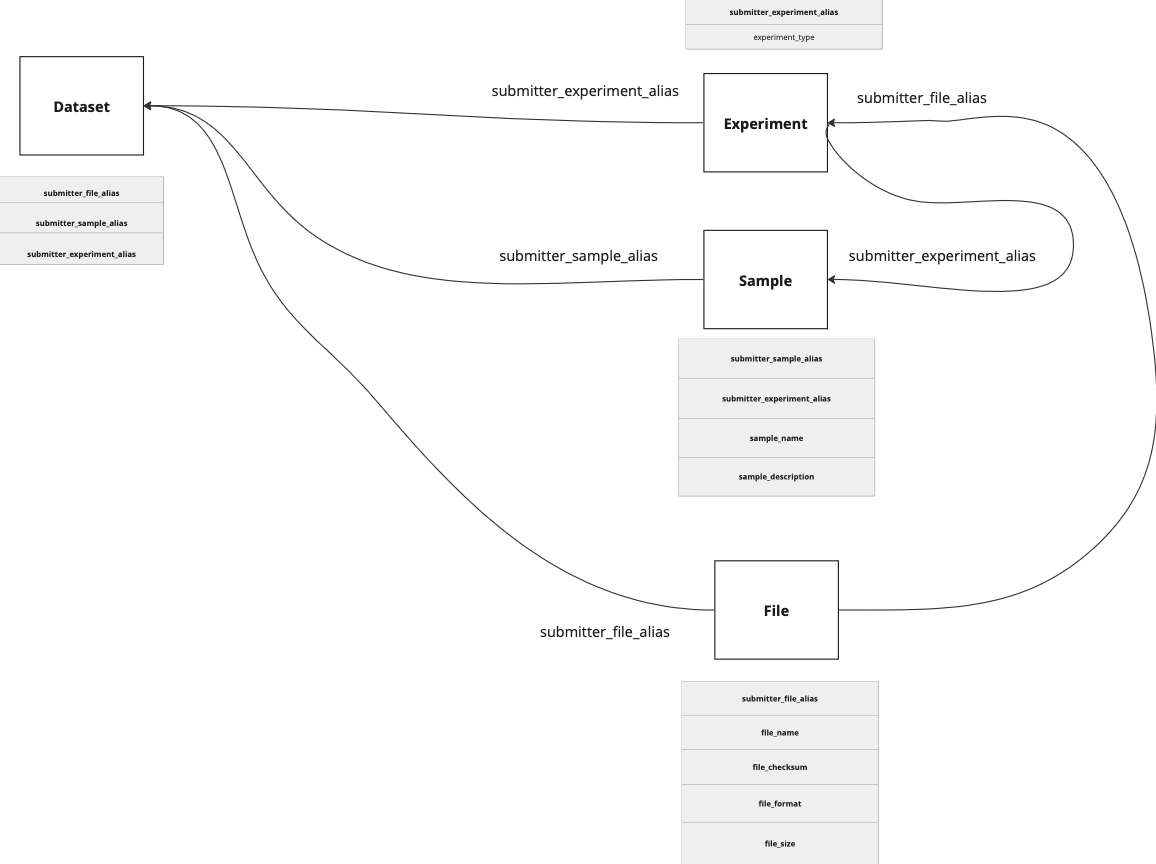 submitter_experiment_alias
experiment_type
Dataset
submitter_experiment_alias
Experiment
submitter_file_alias
submitter_file_alias
submitter_sample_alias
submitter_experiment_alias
submitter_sample_alias
Sample
submitter_experiment_alias
submitter_sample_alias
submitter_experiment_alias
sample_name
sample_description
File
submitter_file_alias
submitter_file_alias
file_name
file_checksum
file_format
file_size